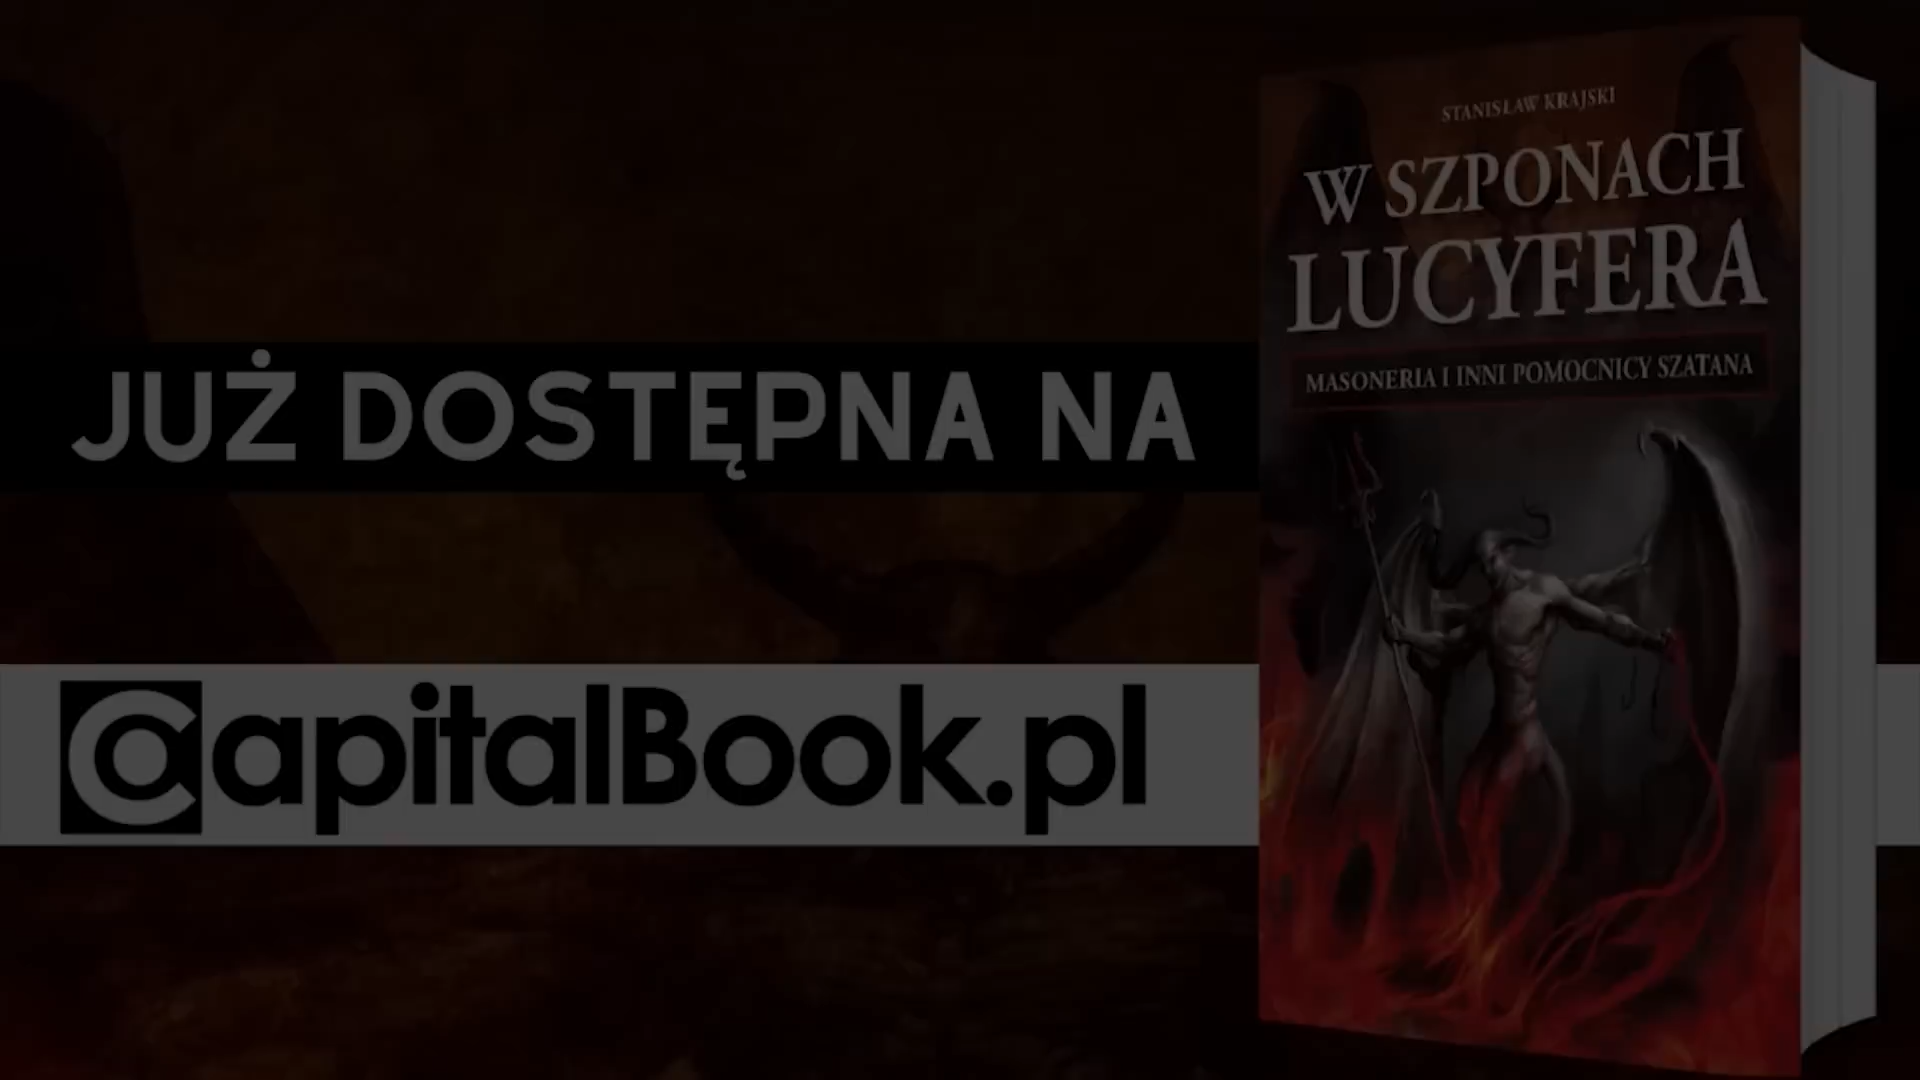 JUŻ DOSTĘPNA NA
CapitalBook.pl
STANISŁAW KRAJSKI
W SZPONACH
LUCYFERA
MASONERIA I INNI POMOCNICY SZATANA